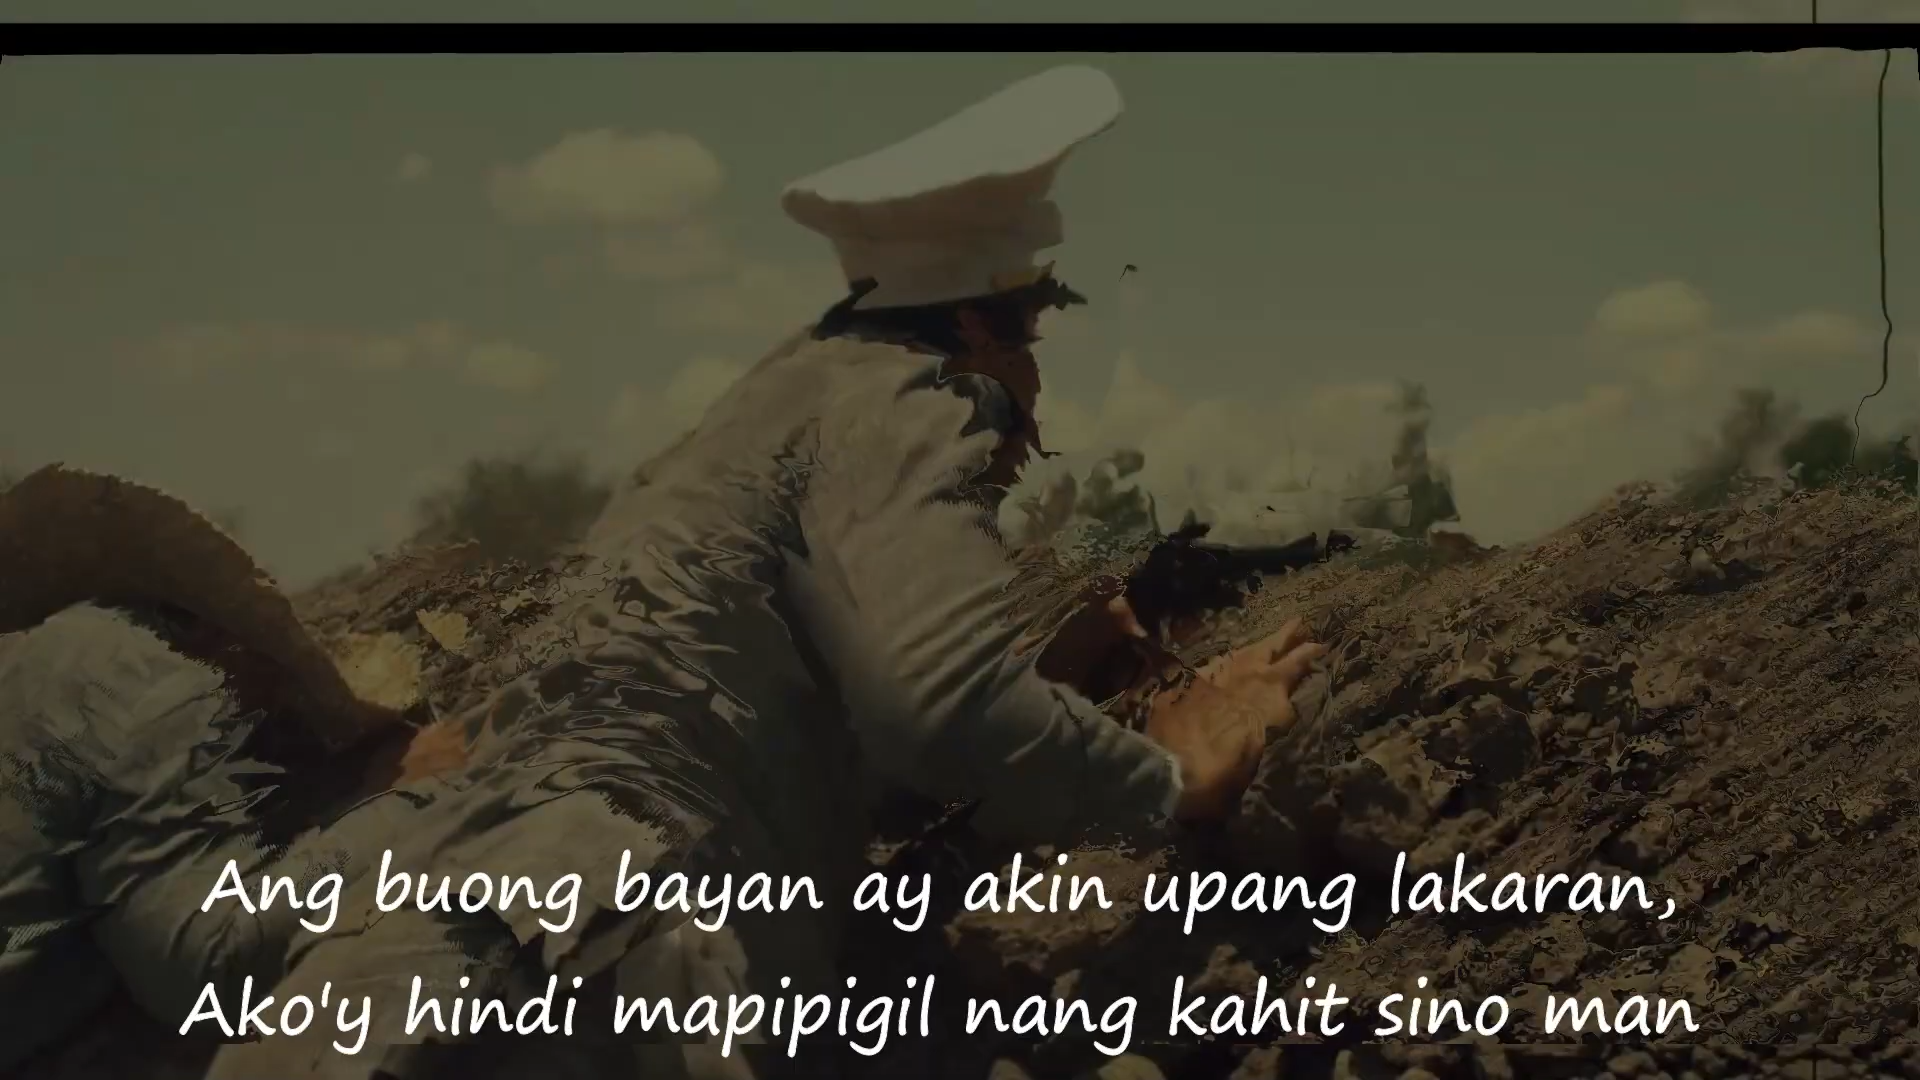 Ang buong bayan ay akin upang lakaran,
Ako'y hindi mapipigil nang kahit sino man